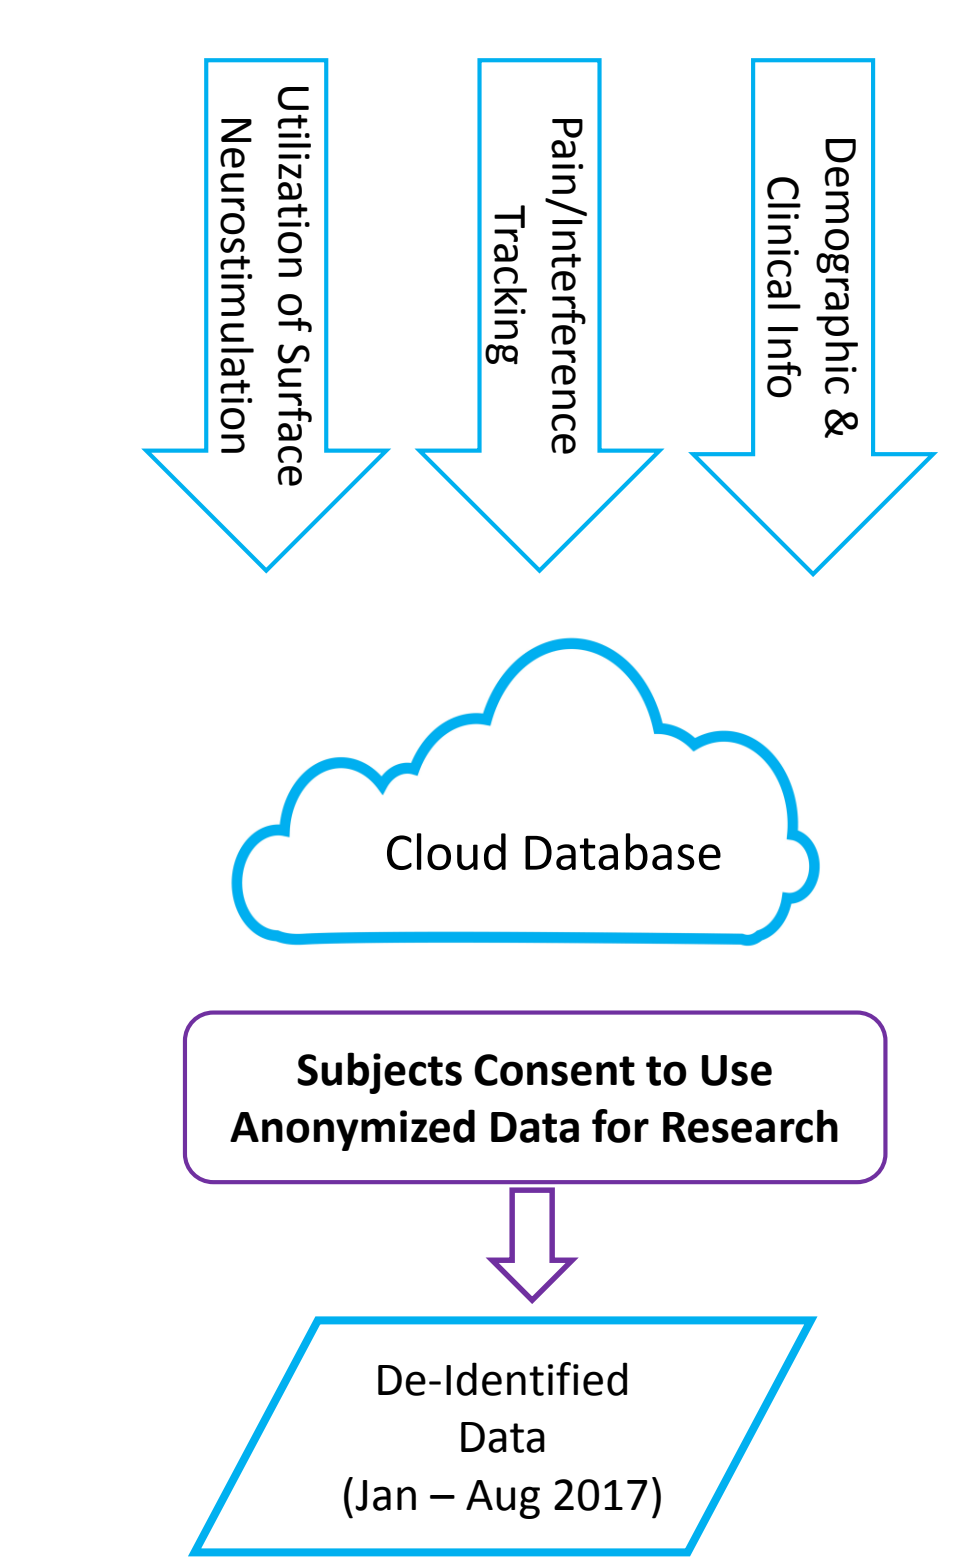 Utilization of Surface
Neurostimulation
Pain/Interference
Tracking
Demographic &
Clinical Info
Cloud Database
Subjects Consent to Use
Anonymized Data for Research
De-Identified
Data
(Jan – Aug 2017)